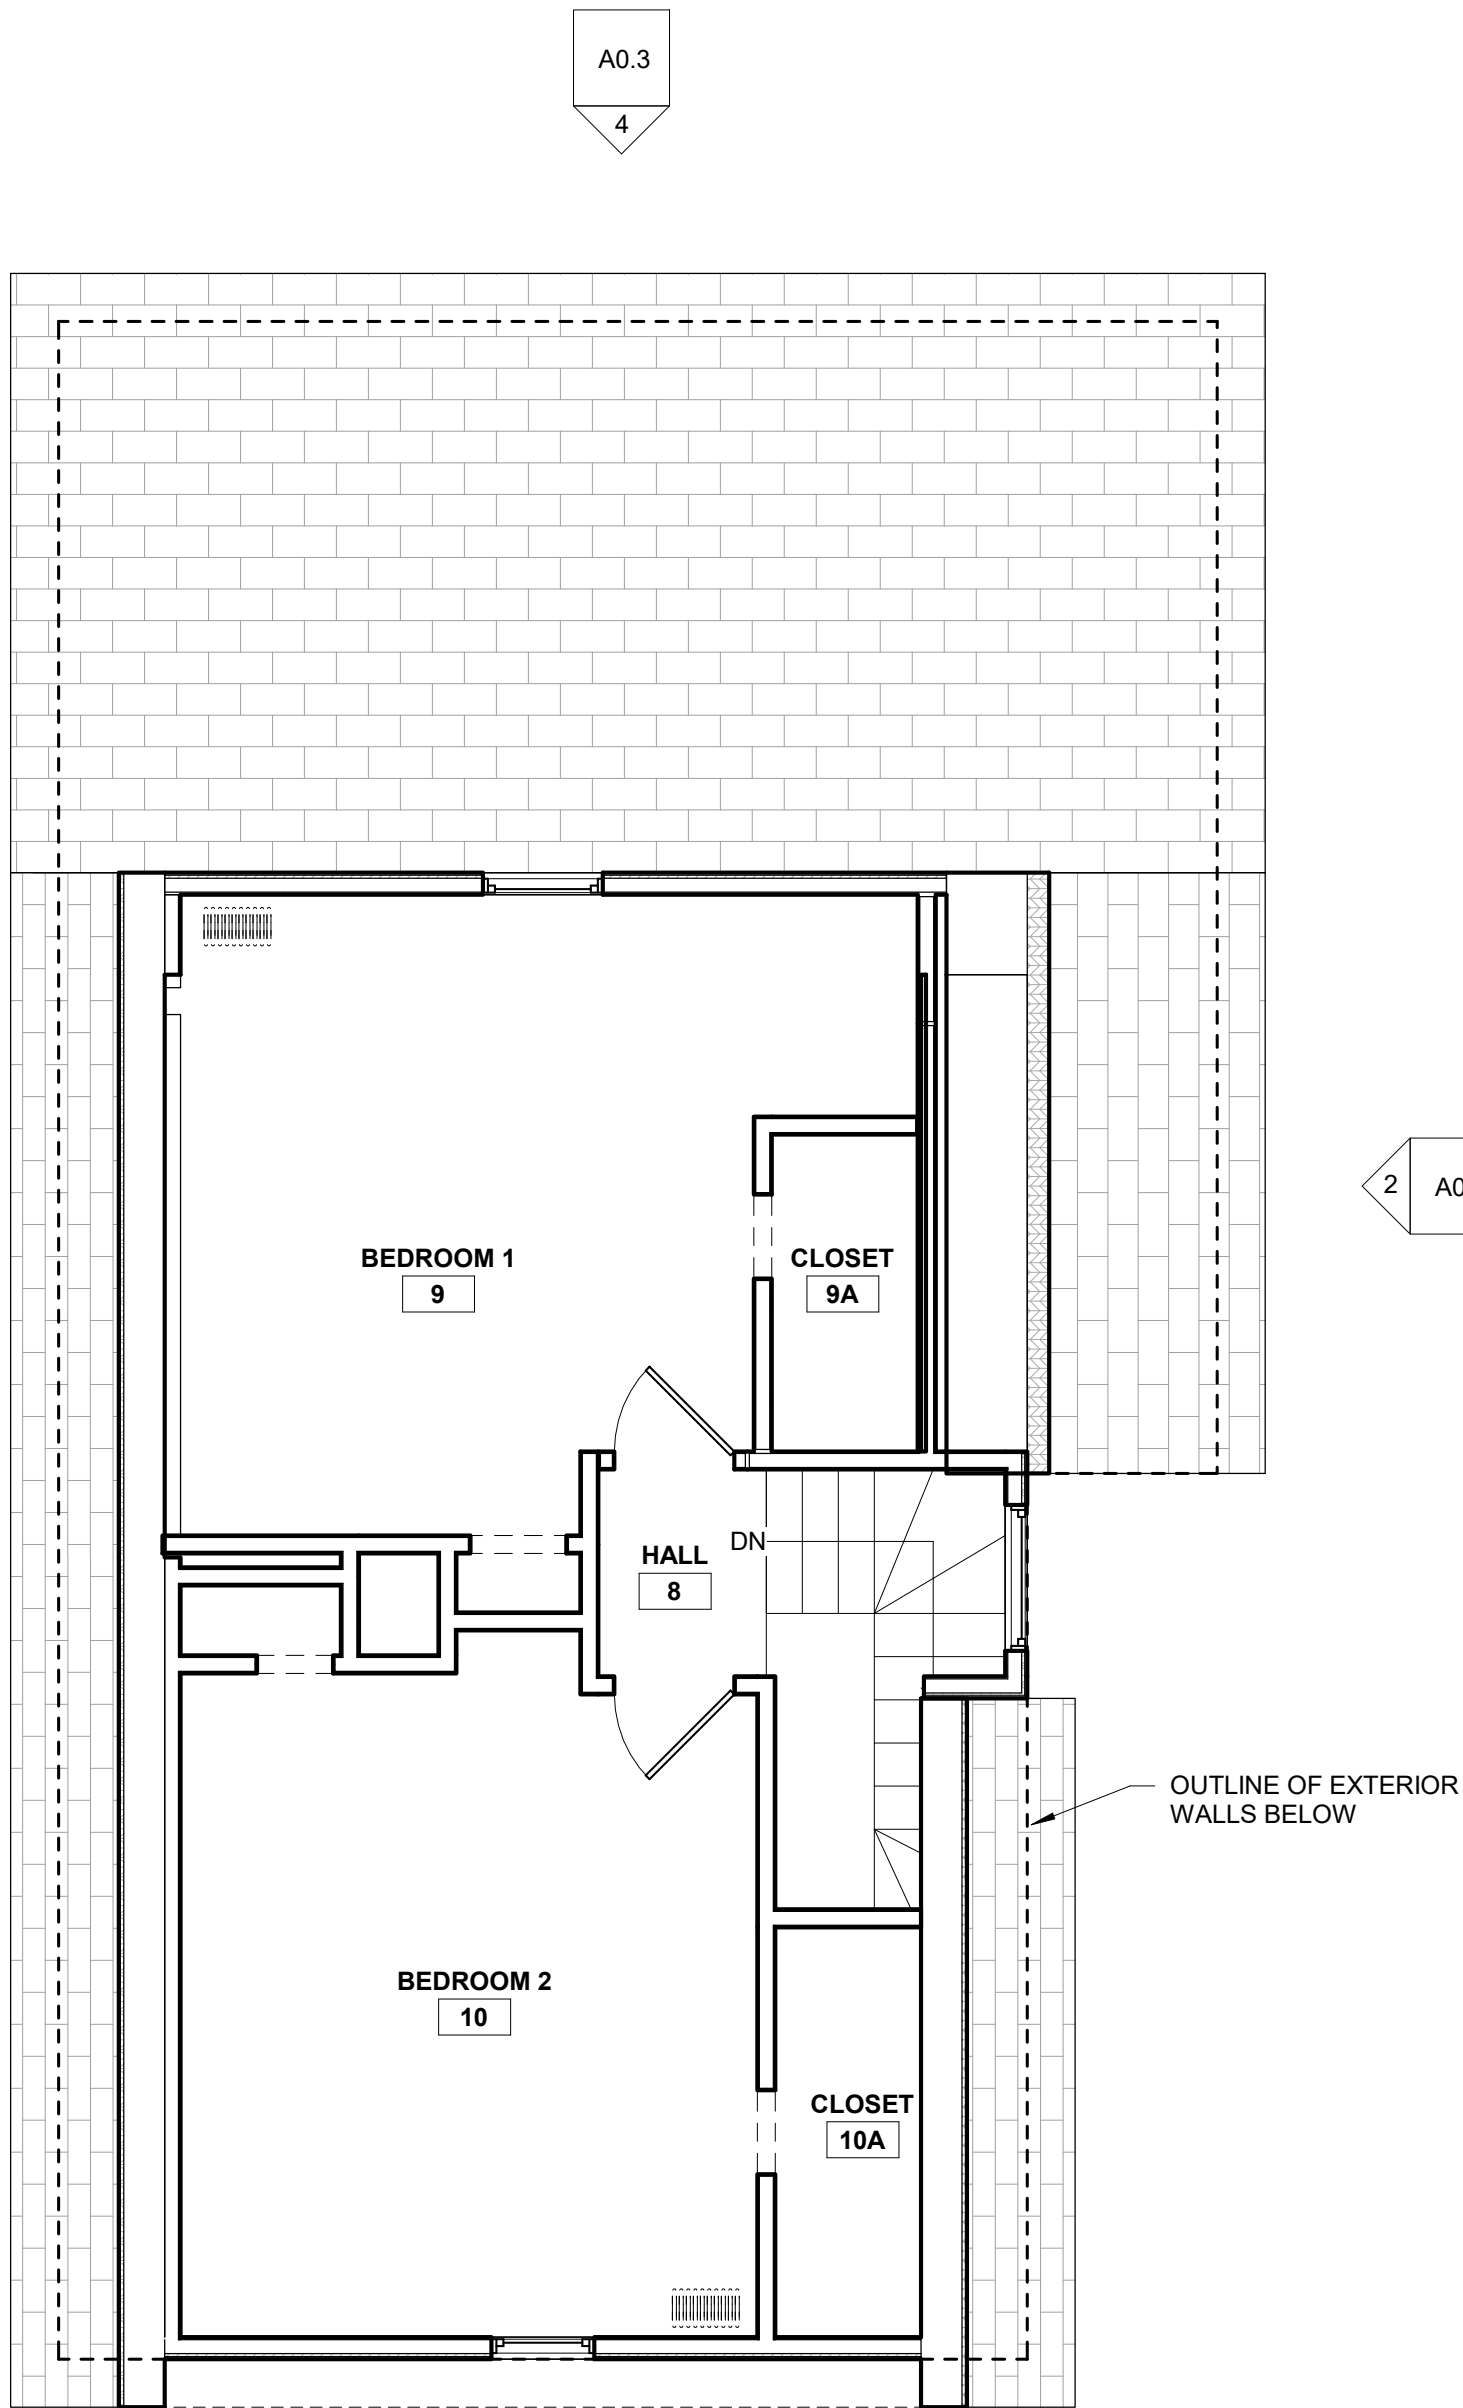 A0.3
4
2
A0
BEDROOM 1
9
CLOSET
9A
DN
HALL
8
OUTLINE OF EXTERIOR
WALLS BELOW
BEDROOM 2
10
CLOSET
10A